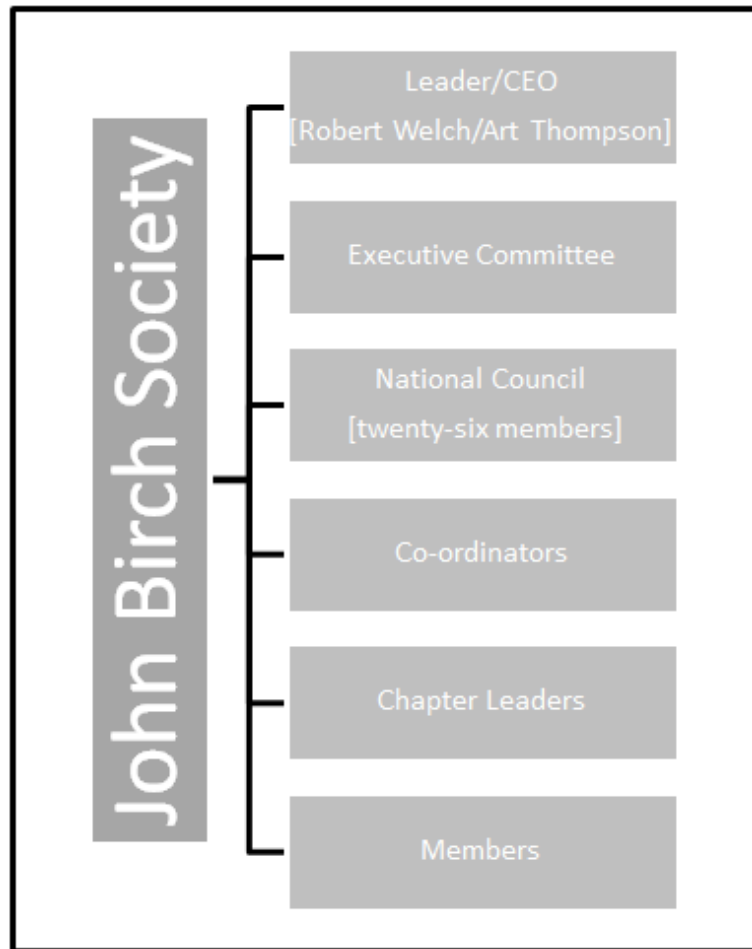 John Birch Society
Leader/CEO
[Robert Welch/Art Thompson]
Executive Committee
National Council
[twenty-six members]
Co-ordinators
Chapter Leaders
Members